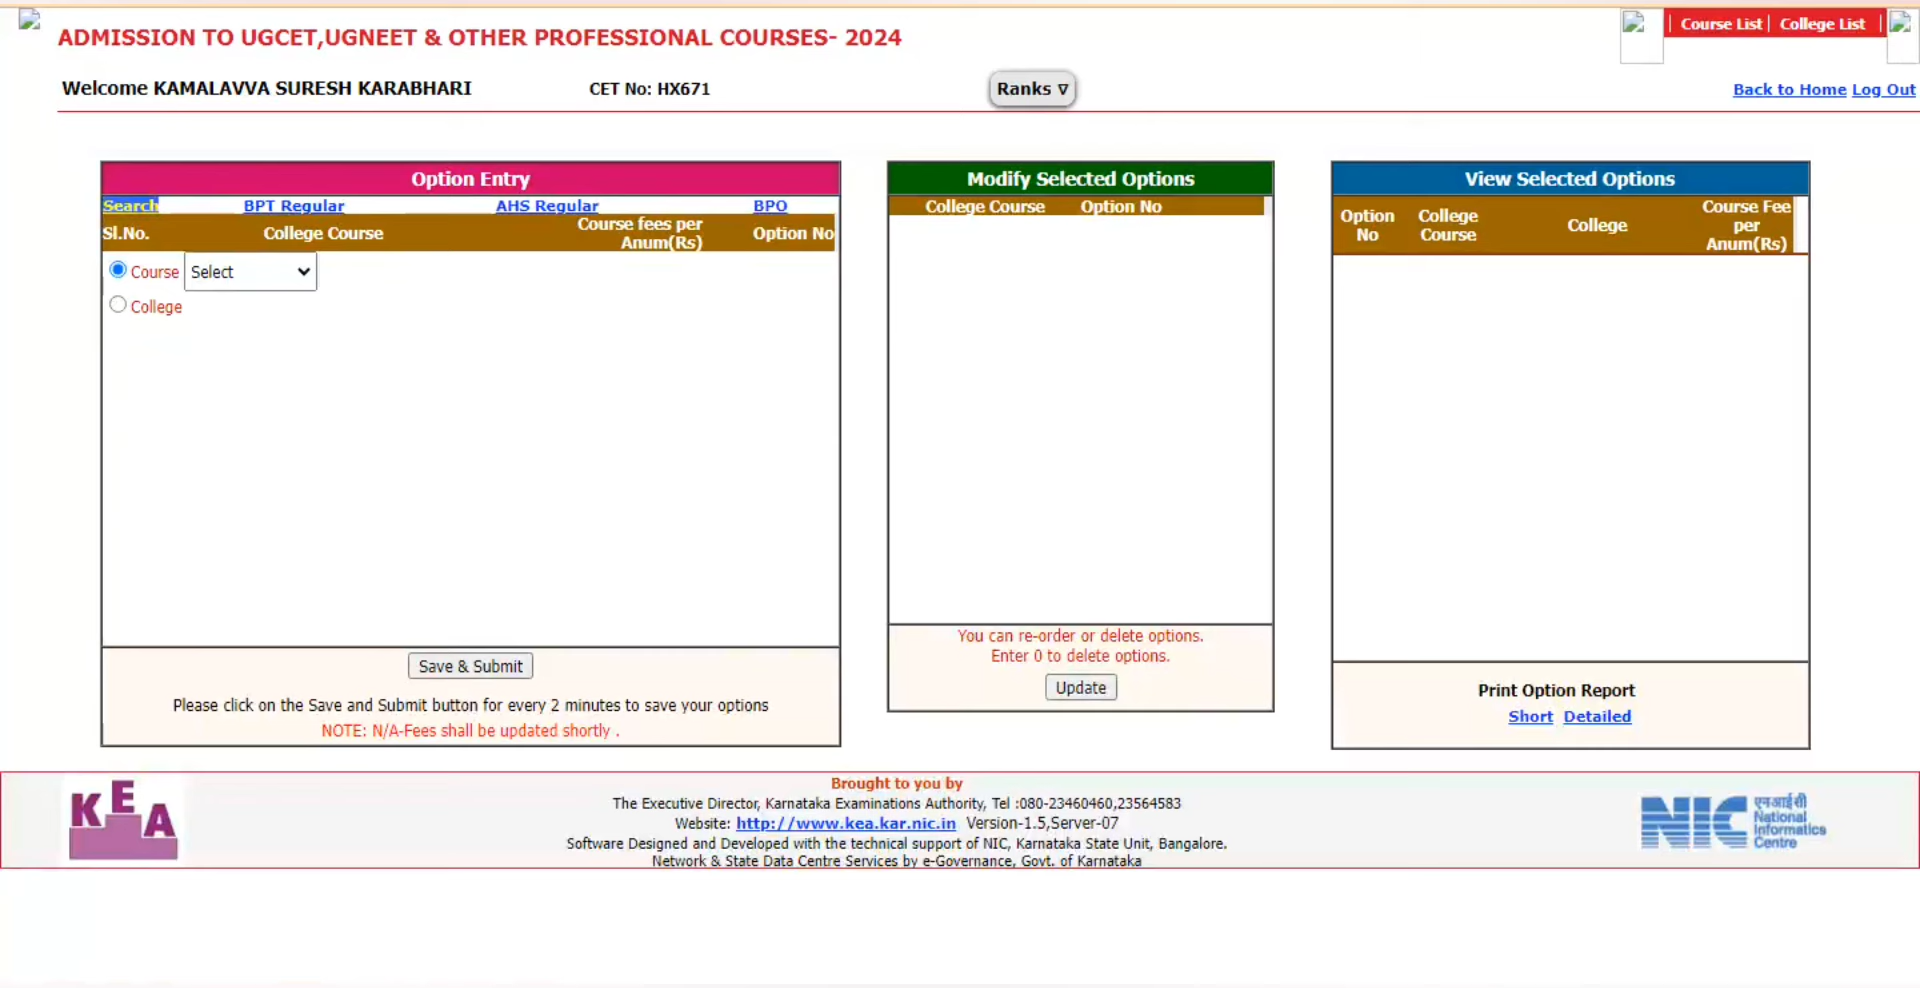 Course List | College List |
ADMISSION TO UGCET,UGNEET & OTHER PROFESSIONAL COURSES- 2024
Welcome KAMALAVVA SURESH KARABHARI CET No: HX671 Ranks ∇ Back to Home Log Out
Option Entry
Search BPT Regular AHS Regular BPO
Sl.No. College Course Course fees per Anum(Rs) Option No
Course Select
College
Save & Submit
Please click on the Save and Submit button for every 2 minutes to save your options
NOTE: N/A-Fees shall be updated shortly .
Modify Selected Options
College Course Option No
You can re-order or delete options.
Enter 0 to delete options.
Update
View Selected Options
Option No College Course College Course Fee per Anum(Rs)
Print Option Report
Short Detailed
KEA
Brought to you by
The Executive Director, Karnataka Examinations Authority, Tel :080-23460460,23564583
Website: http://www.kea.kar.nic.in Version-1.5,Server-07
Software Designed and Developed with the technical support of NIC, Karnataka State Unit, Bangalore.
Network & State Data Centre Services by e-Governance, Govt. of Karnataka
NIC एनआईसी
National
Informatics
Centre